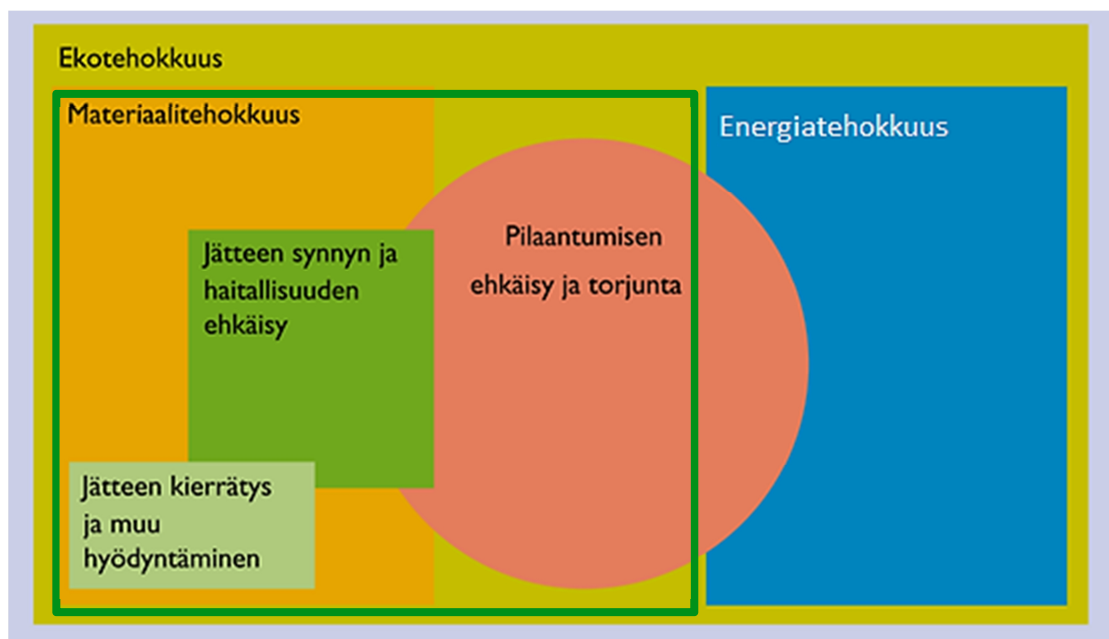 Ekotehokkuus
Materiaalitehokkuus
Energiatehokkuus
Pilaantumisen
ehkäisy ja torjunta
Jätteen synnyn ja
haitallisuuden
ehkäisy
Jätteen kierrätys
ja muu
hyödyntäminen